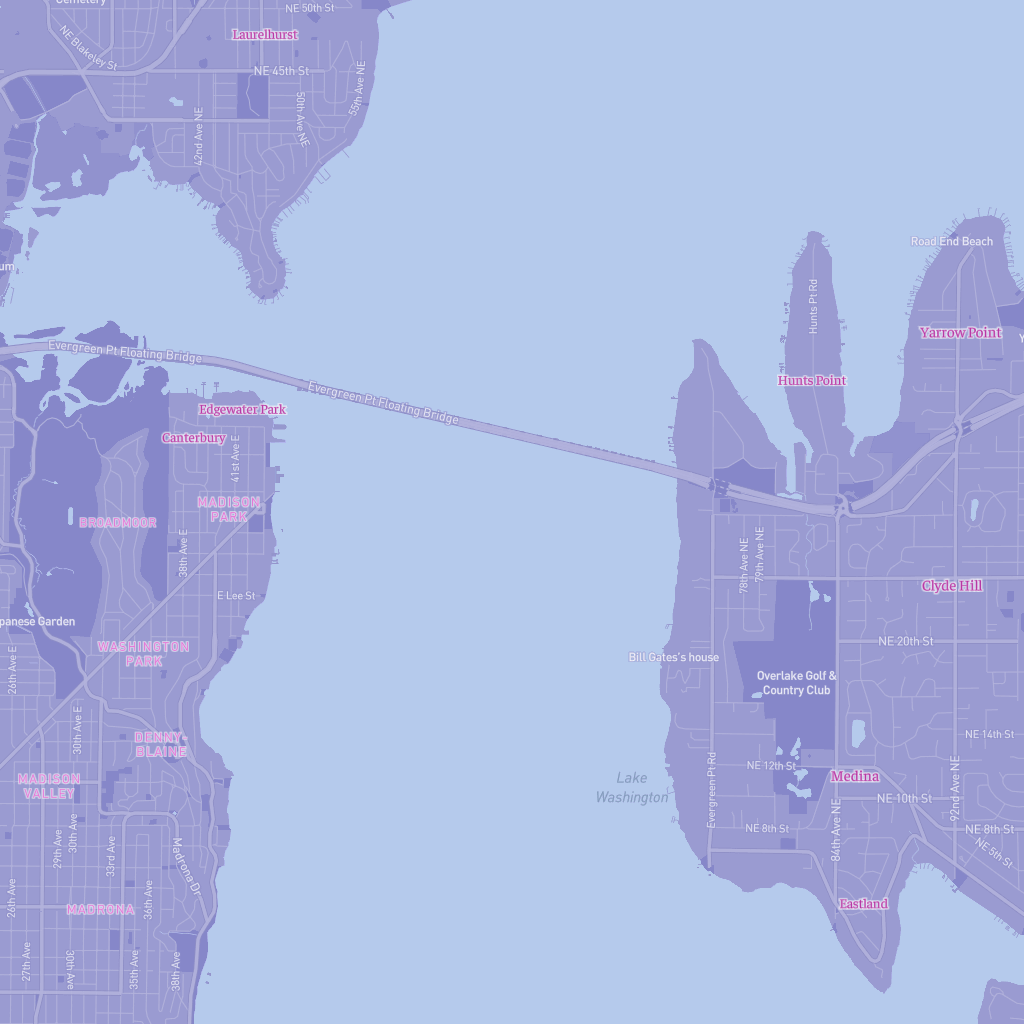 Cemetery
NE 50th St
Laurelhurst
NE Blakeley St
NE 45th St
55th Ave NE
50th Ave NE
42nd Ave NE
Road End Beach
um
Hunts Pt Rd
Yarrow Point
Y
Evergreen Pt Floating Bridge
Evergreen Pt Floating Bridge
Hunts Point
Edgewater Park
Canterbury
41st Ave E
MADISON
PARK
BROADMOOR
38th Ave E
78th Ave NE
79th Ave NE
Clyde Hill
E Lee St
panese Garden
NE 20th St
WASHINGTON
PARK
26th Ave E
Bill Gates's house
Overlake Golf &
Country Club
30th Ave E
DENNY-
BLAINE
NE 14th St
MADISON
VALLEY
Lake
Washington
NE 12th St
Medina
Evergreen Pt Rd
92nd Ave NE
NE 10th St
84th Ave NE
NE 8th St
NE 8th St
NE 5th St
29th Ave
30th Ave
33rd Ave
Madrona Dr
26th Ave
36th Ave
MADRONA
Eastland
27th Ave
30th Ave
35th Ave
38th Ave